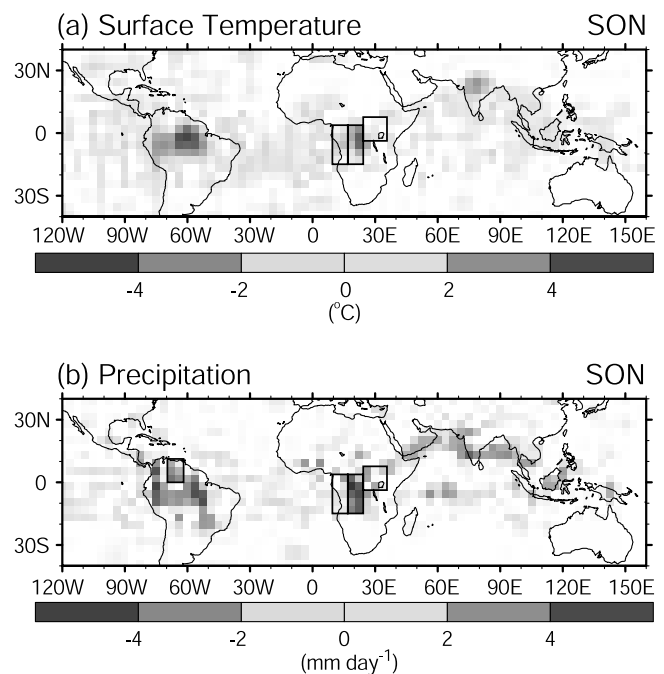 (a) Surface Temperature SON
30N
0
30S
120W 90W 60W 30W 0 30E 60E 90E 120E 150E
-4 -2 0 2 4
(°C)
(b) Precipitation SON
30N
0
30S
120W 90W 60W 30W 0 30E 60E 90E 120E 150E
-4 -2 0 2 4
(mm day-1)